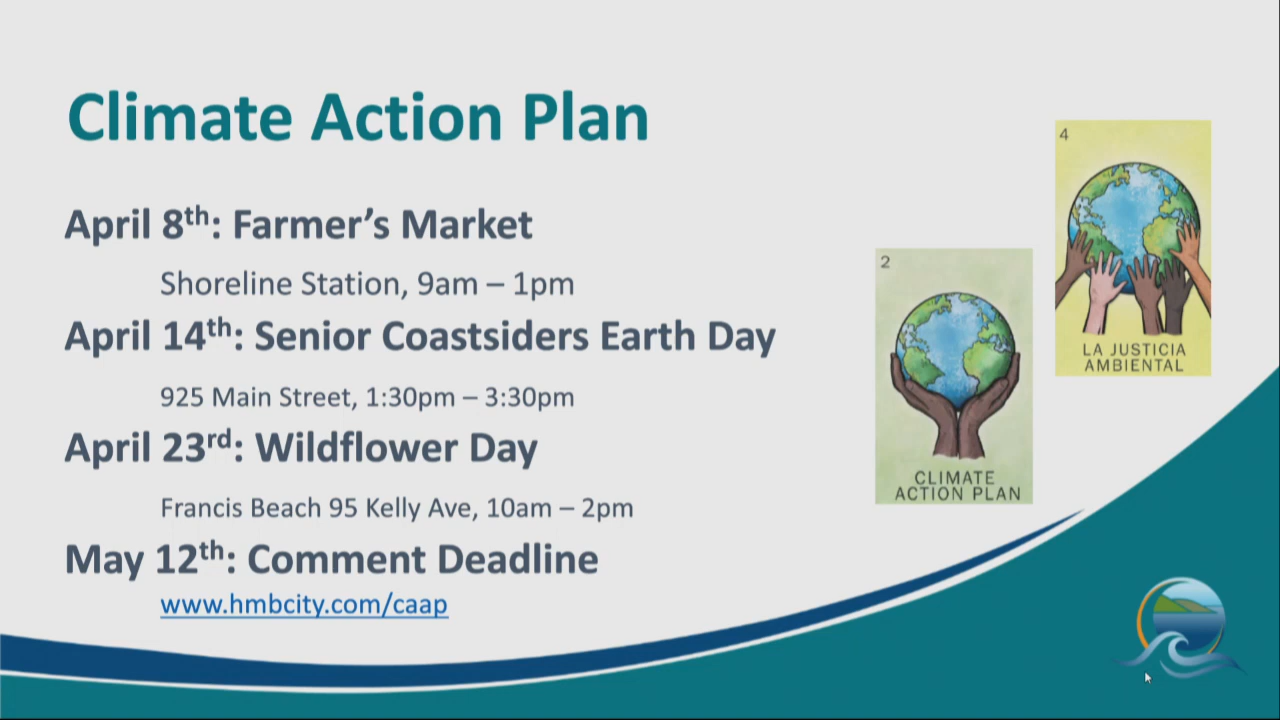 Climate Action Plan
April 8th: Farmer’s Market
Shoreline Station, 9am – 1pm
April 14th: Senior Coastsiders Earth Day
925 Main Street, 1:30pm – 3:30pm
April 23rd: Wildflower Day
Francis Beach 95 Kelly Ave, 10am – 2pm
May 12th: Comment Deadline
www.hmbcity.com/caap
2
CLIMATE
ACTION PLAN
4
LA JUSTICIA
AMBIENTAL